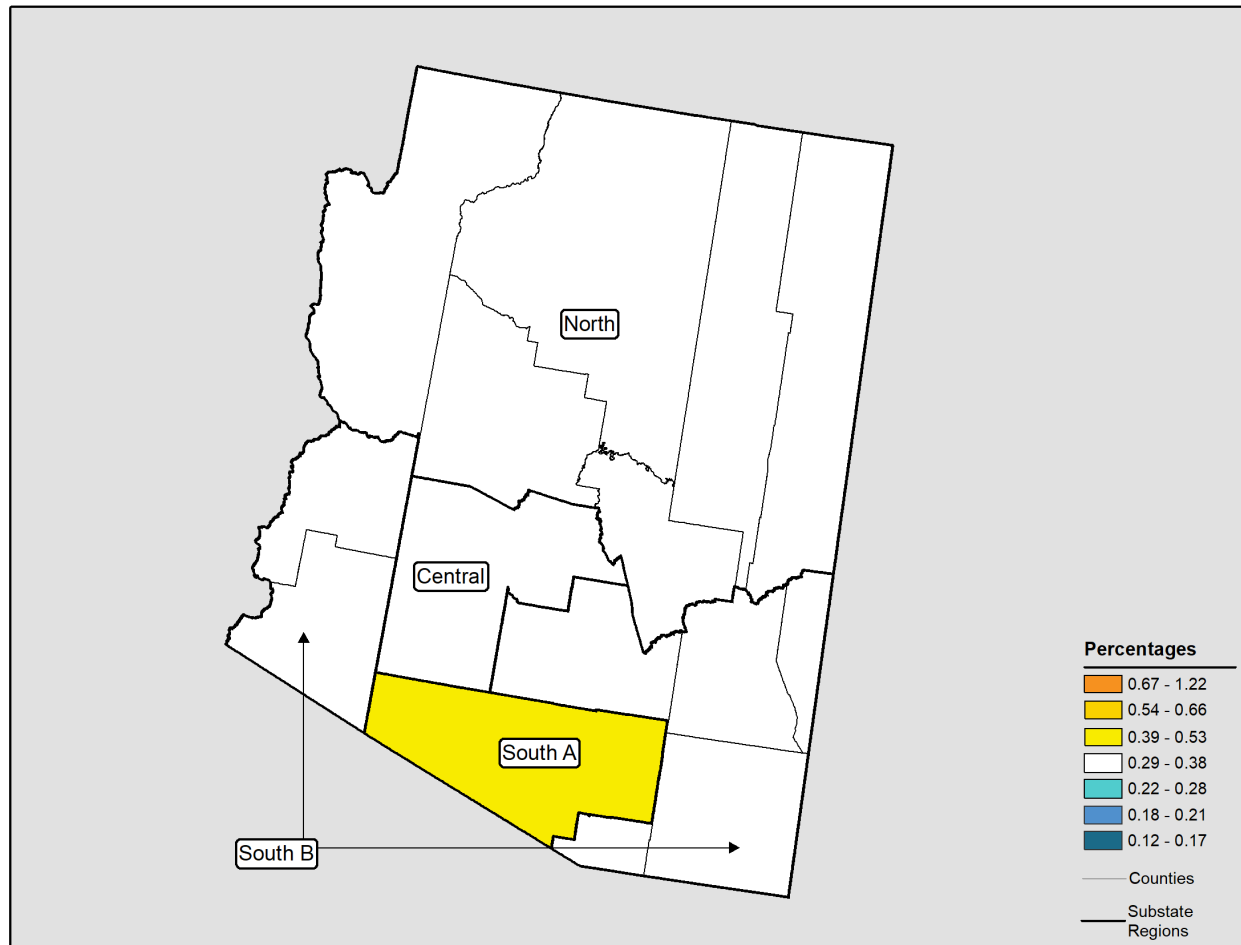 North
Central
South A
South B
Percentages
0.67 - 1.22
0.54 - 0.66
0.39 - 0.53
0.29 - 0.38
0.22 - 0.28
0.18 - 0.21
0.12 - 0.17
Counties
Substate
Regions